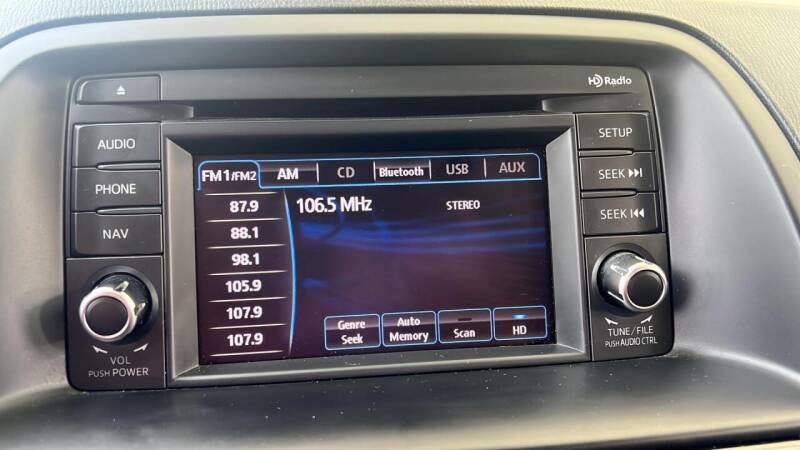 HD Radio
AUDIO
PHONE
NAV
VOL
PUSH POWER
FM1/FM2 AM CD Bluetooth USB AUX
87.9
88.1
98.1
105.9
107.9
107.9
106.5 MHz STEREO
Genre Seek
Auto Memory
Scan
HD
SETUP
SEEK
SEEK
TUNE/FILE
PUSH AUDIO CTRL